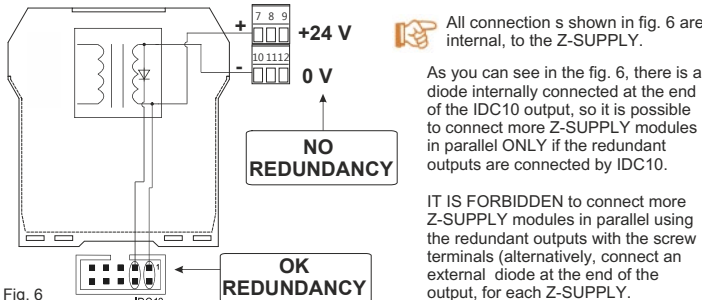 7 8 9
+
+24 V
10 11 12
-
0 V
NO
REDUNDANCY
1
OK
REDUNDANCY
Fig. 6
All connection s shown in fig. 6 are
internal, to the Z-SUPPLY.
As you can see in the fig. 6, there is a
diode internally connected at the end
of the IDC10 output, so it is possible
to connect more Z-SUPPLY modules
in parallel ONLY if the redundant
outputs are connected by IDC10.
IT IS FORBIDDEN to connect more
Z-SUPPLY modules in parallel using
the redundant outputs with the screw
terminals (alternatively, connect an
external diode at the end of the
output, for each Z-SUPPLY.